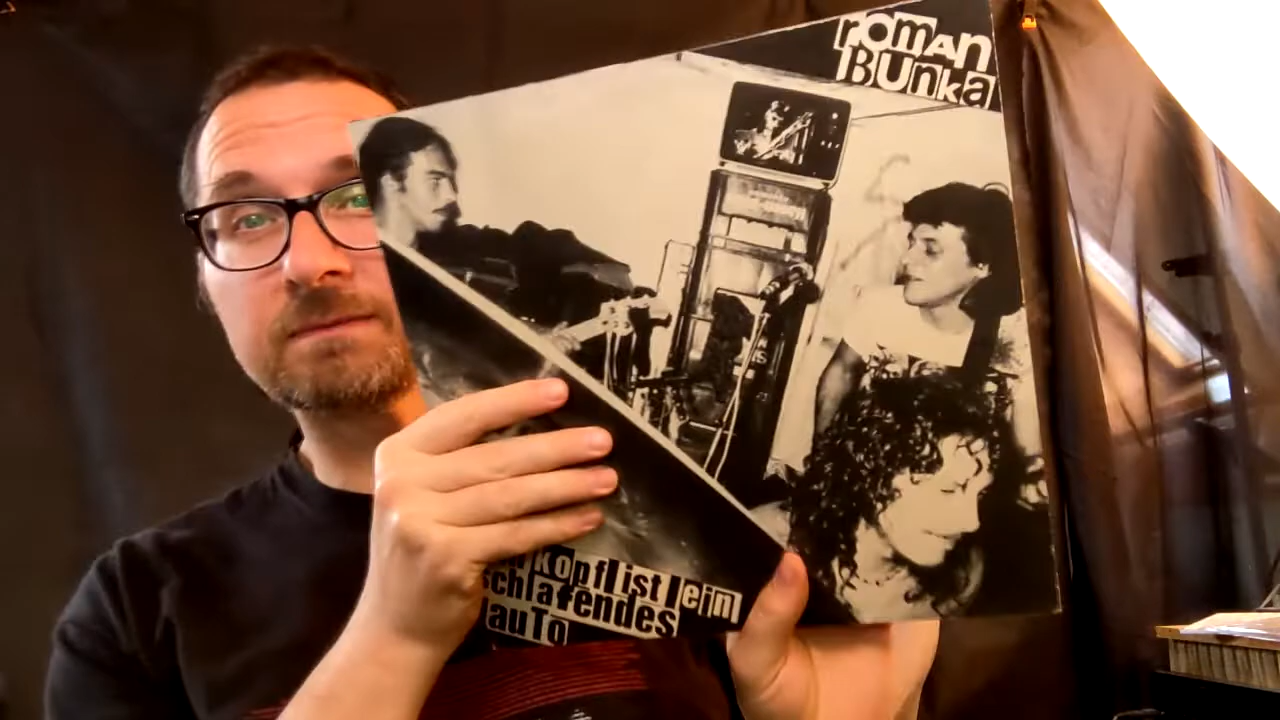 roman
Bunka
kopf ist ein
schlafendes
auTo